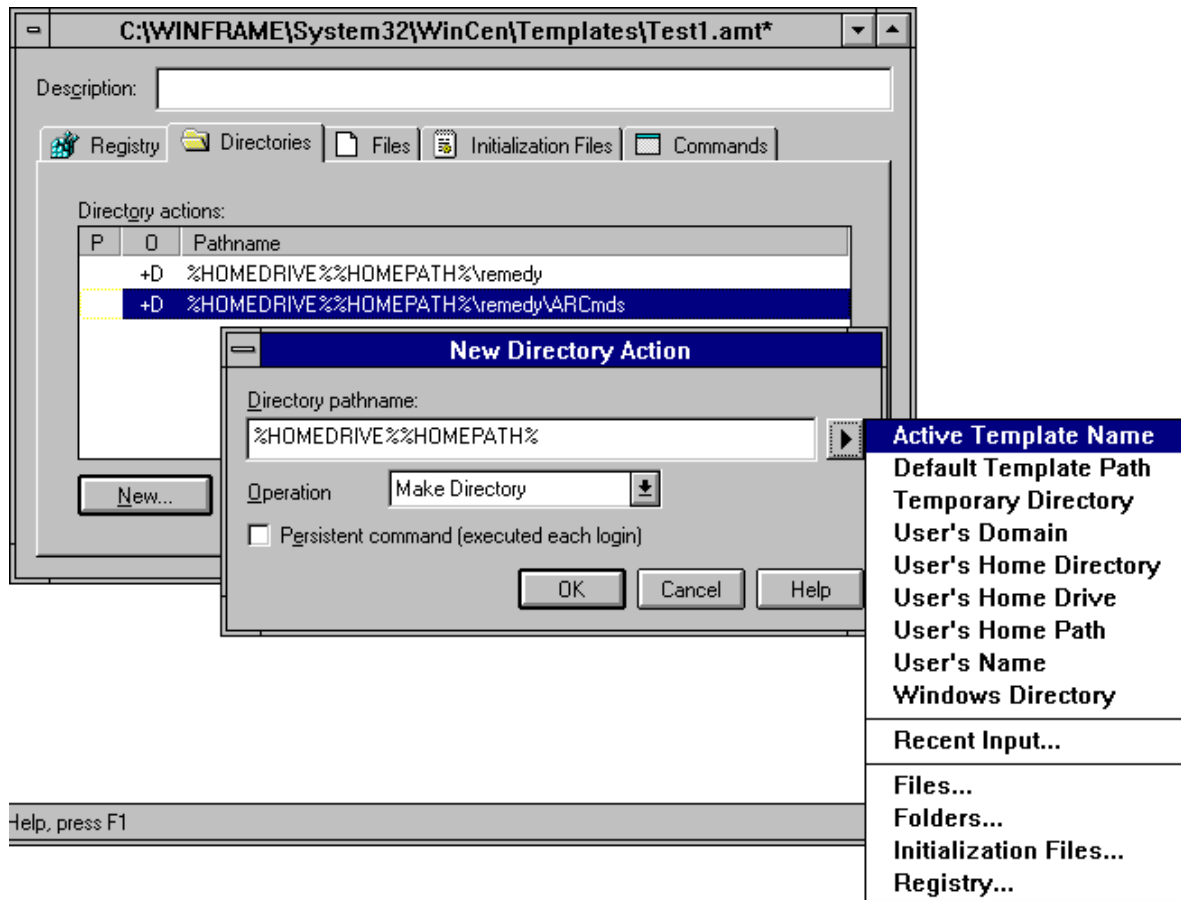 C:\WINFRAME\System32\WinCen\Templates\Test1.amt*
Description:
Registry Directories Files Initialization Files Commands
Directory actions:
P O Pathname
+D %HOMEDRIVE%%HOMEPATH%\remedy
+D %HOMEDRIVE%%HOMEPATH%\remedy\ARCmds
New Directory Action
Directory pathname:
%HOMEDRIVE%%HOMEPATH%
New...
Operation Make Directory
Persistent command (executed each login)
OK Cancel Help
Active Template Name
Default Template Path
Temporary Directory
User's Domain
User's Home Directory
User's Home Drive
User's Home Path
User's Name
Windows Directory
Recent Input...
Files...
Folders...
Initialization Files...
Registry...
Help, press F1